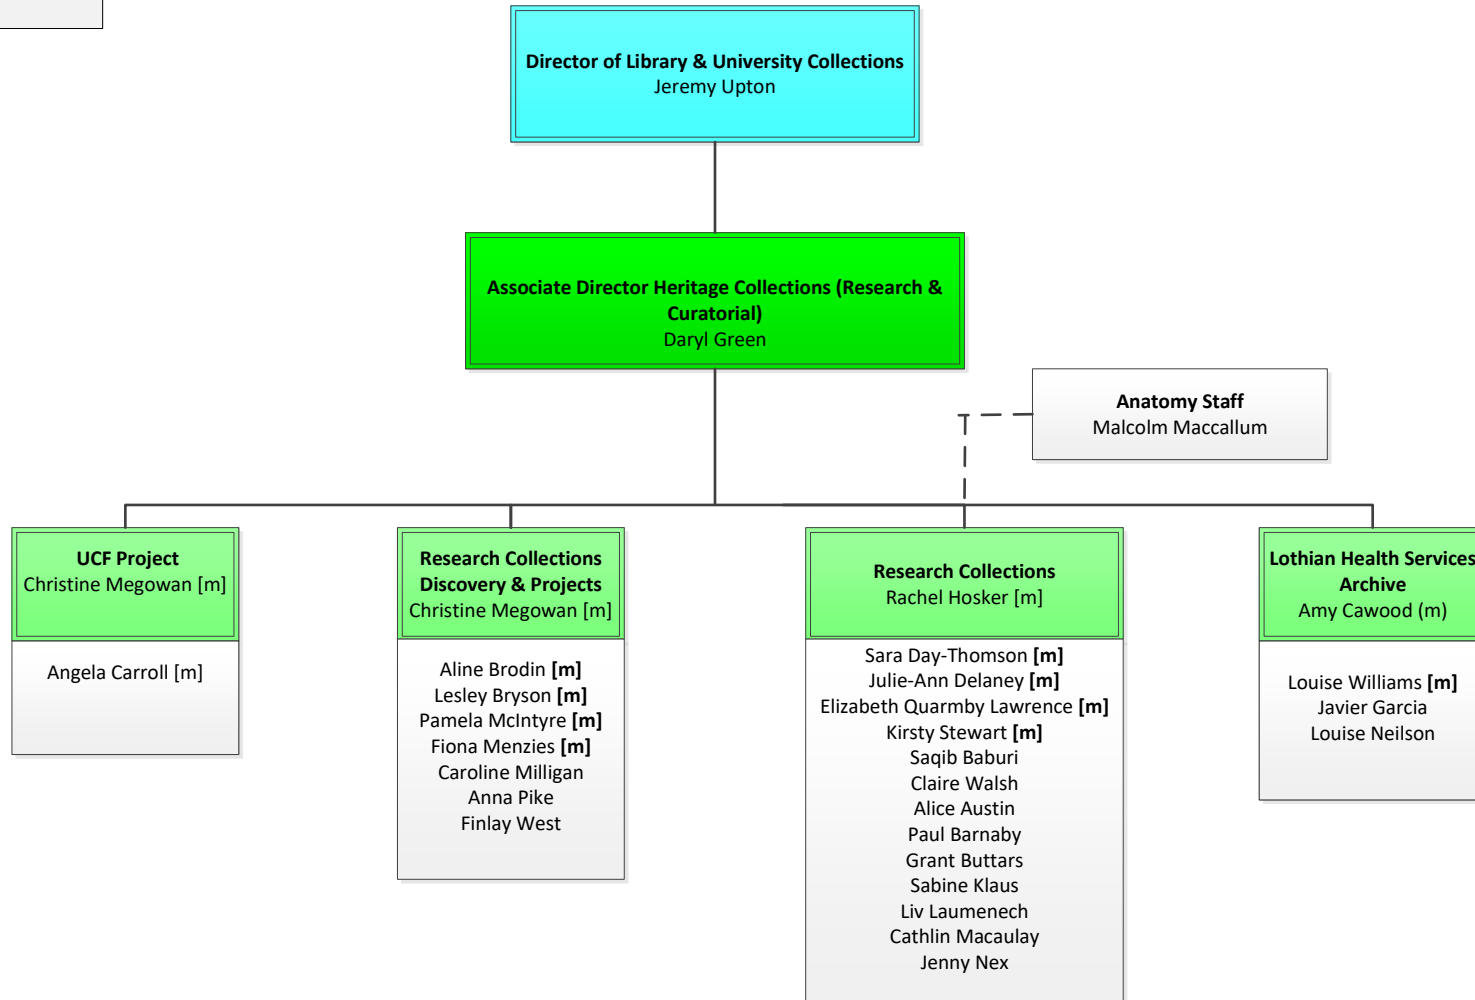 Director of Library & University Collections
Jeremy Upton
Associate Director Heritage Collections (Research &
Curatorial)
Daryl Green
Anatomy Staff
Malcolm Maccallum
UCF Project
Christine Megowan [m]
Angela Carroll [m]
Research Collections
Discovery & Projects
Christine Megowan [m]
Aline Brodin [m]
Lesley Bryson [m]
Pamela McIntyre [m]
Fiona Menzies [m]
Caroline Milligan
Anna Pike
Finlay West
Research Collections
Rachel Hosker [m]
Sara Day-Thomson [m]
Julie-Ann Delaney [m]
Elizabeth Quarmby Lawrence [m]
Kirsty Stewart [m]
Saqib Baburi
Claire Walsh
Alice Austin
Paul Barnaby
Grant Buttars
Sabine Klaus
Liv Laumenech
Cathlin Macaulay
Jenny Nex
Lothian Health Services
Archive
Amy Cawood (m)
Louise Williams [m]
Javier Garcia
Louise Neilson